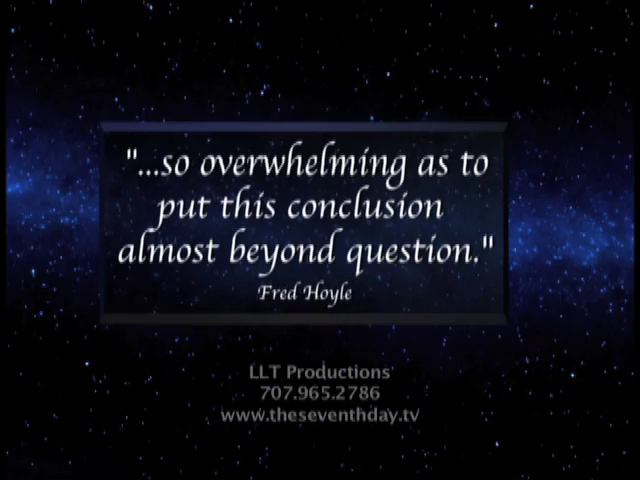 "...so overwhelming as to
put this conclusion
almost beyond question."
Fred Hoyle
LLT Productions
707.965.2786
www.theseventhday.tv